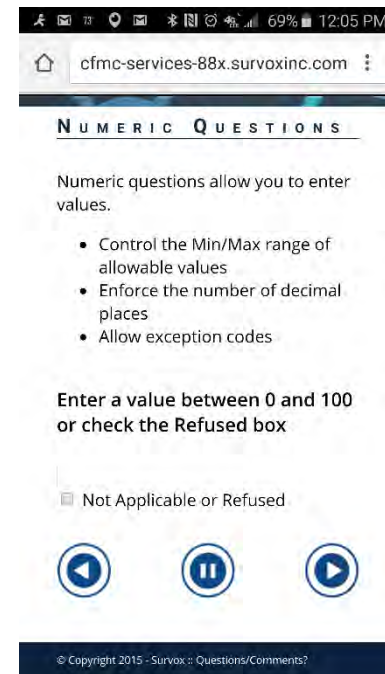 73 69% 12:05 PM
cfmc-services-88x.survoxinc.com
NUMERIC QUESTIONS
Numeric questions allow you to enter
values.
• Control the Min/Max range of
allowable values
• Enforce the number of decimal
places
• Allow exception codes
Enter a value between 0 and 100
or check the Refused box
Not Applicable or Refused
© Copyright 2015 - Survox :: Questions/Comments?